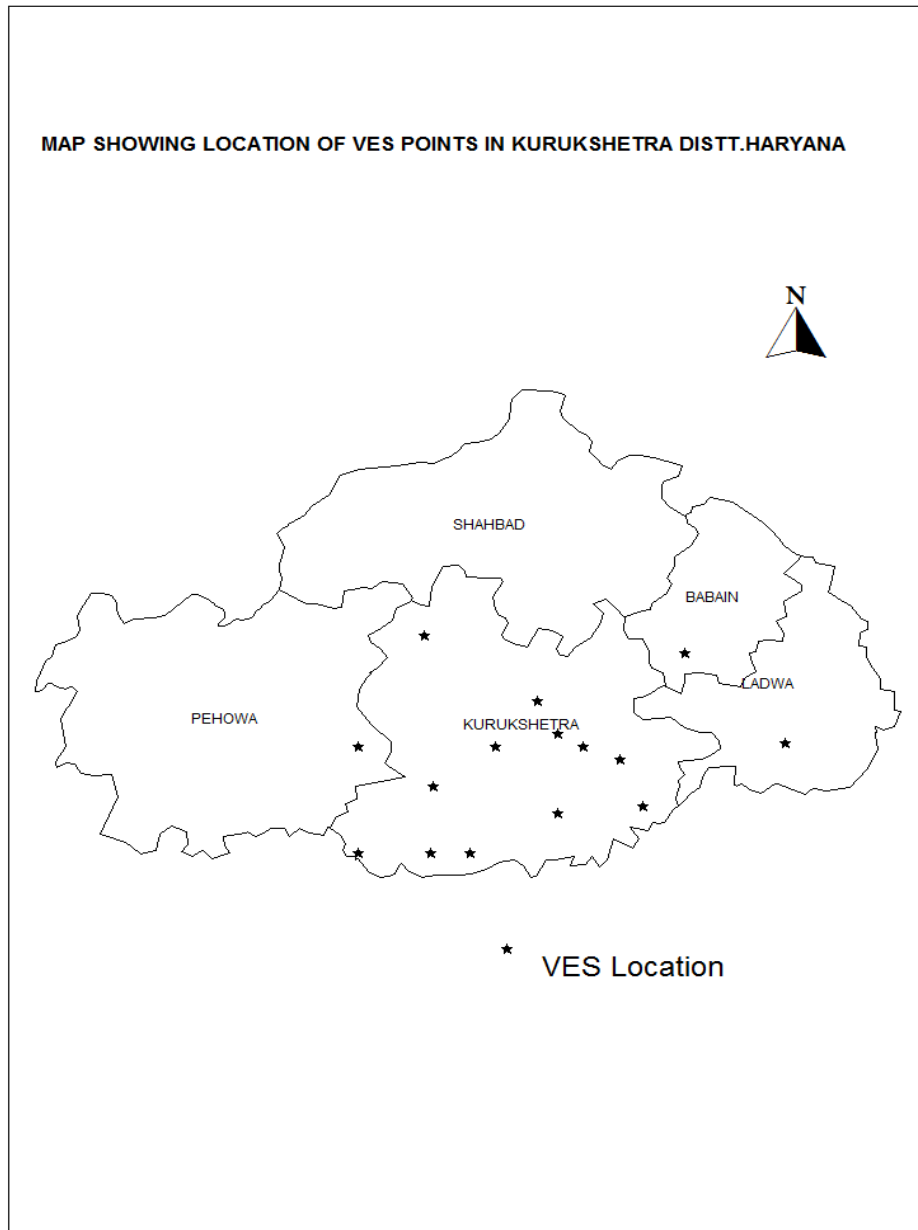 MAP SHOWING LOCATION OF VES POINTS IN KURUKSHETRA DISTT.HARYANA
N
SHAHBAD
BABAIN
LADWA
PEHOWA
KURUKSHETRA
VES Location